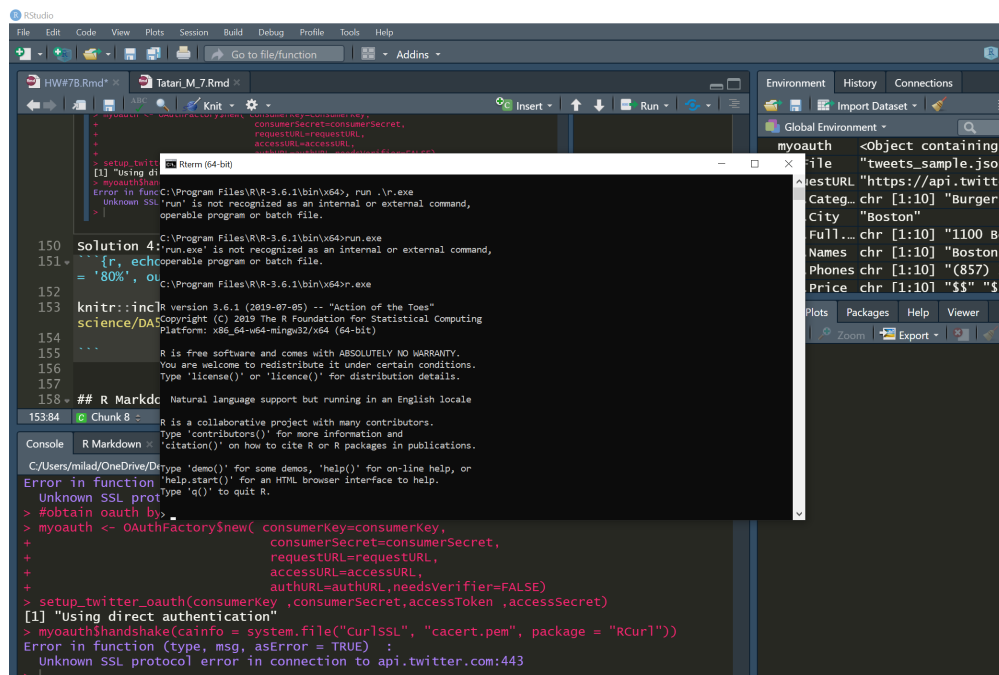 RStudio
File Edit Code View Plots Session Build Debug Profile Tools Help
Go to file/function Addins
HW#7B.Rmd* Tatari_M_7.Rmd
ABC Knit Insert Run
consumerSecret=consumerSecret,
requestURL=requestURL,
accessURL=accessURL,
> setup_twitt
[1] "Using di
> myoauth$han
Error in func
Unknown SSL
>
150 Solution 4:
151 ```{r, echo
= '80%', ou
152
153 knitr::incl
science/DA5
154
155 ```
156
157
158 ## R Markdo
153:84 Chunk 8
Rterm (64-bit)
C:\Program Files\R\R-3.6.1\bin\x64>, run .\r.exe
'run' is not recognized as an internal or external command,
operable program or batch file.
C:\Program Files\R\R-3.6.1\bin\x64>run.exe
'run.exe' is not recognized as an internal or external command,
operable program or batch file.
C:\Program Files\R\R-3.6.1\bin\x64>r.exe
R version 3.6.1 (2019-07-05) -- "Action of the Toes"
Copyright (C) 2019 The R Foundation for Statistical Computing
Platform: x86_64-w64-mingw32/x64 (64-bit)
R is free software and comes with ABSOLUTELY NO WARRANTY.
You are welcome to redistribute it under certain conditions.
Type 'license()' or 'licence()' for distribution details.
Natural language support but running in an English locale
R is a collaborative project with many contributors.
Type 'contributors()' for more information and
'citation()' on how to cite R or R packages in publications.
Type 'demo()' for some demos, 'help()' for on-line help, or
'help.start()' for an HTML browser interface to help.
Type 'q()' to quit R.
>
Environment History Connections
Import Dataset
Global Environment
myoauth <Object containing
File "tweets_sample.jso
uestURL "https://api.twitt
Categ… chr [1:10] "Burger
City "Boston"
Full.… chr [1:10] "1100 B
Names chr [1:10] "Boston
Phones chr [1:10] "(857)
Price chr [1:10] "$$" "$
Plots Packages Help Viewer
Zoom Export
Console R Markdown
C:/Users/milad/OneDrive/De
Error in function
Unknown SSL prot
> #obtain oauth by
> myoauth <- OAuthFactory$new( consumerKey=consumerKey,
+ consumerSecret=consumerSecret,
+ requestURL=requestURL,
+ accessURL=accessURL,
+ authURL=authURL,needsVerifier=FALSE)
> setup_twitter_oauth(consumerKey ,consumerSecret,accessToken ,accessSecret)
[1] "Using direct authentication"
> myoauth$handshake(cainfo = system.file("CurlSSL", "cacert.pem", package = "RCurl"))
Error in function (type, msg, asError = TRUE) :
Unknown SSL protocol error in connection to api.twitter.com:443